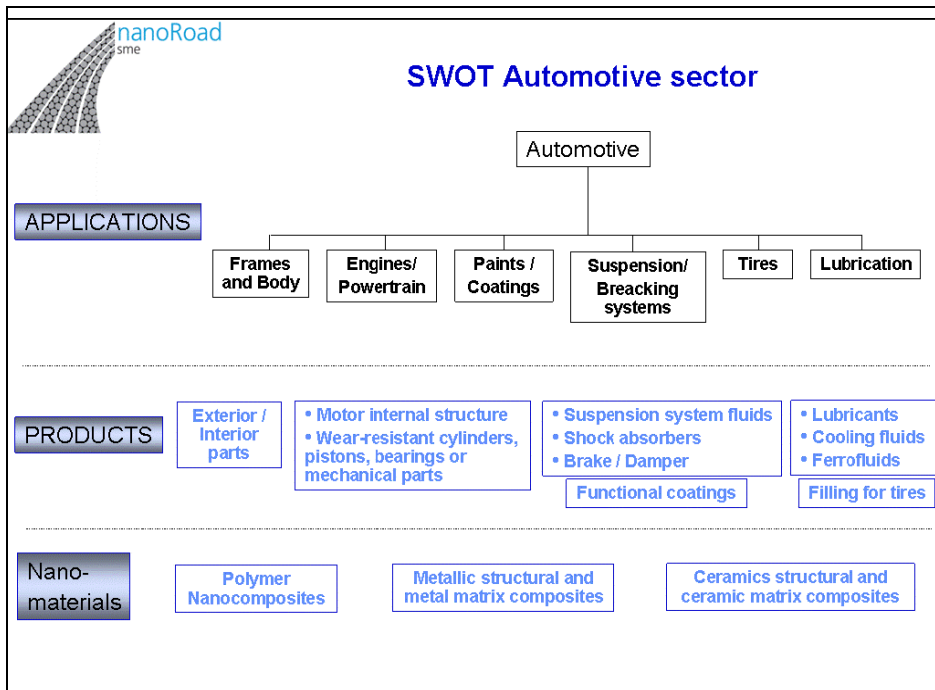 nanoRoad
sme
SWOT Automotive sector
Automotive
APPLICATIONS
Frames
and Body
Engines/
Powertrain
Paints /
Coatings
Suspension/
Breacking
systems
Tires
Lubrication
PRODUCTS
Exterior /
Interior
parts
• Motor internal structure
• Wear-resistant cylinders,
pistons, bearings or
mechanical parts
• Suspension system fluids
• Shock absorbers
• Brake / Damper
Functional coatings
• Lubricants
• Cooling fluids
• Ferrofluids
Filling for tires
Nano-
materials
Polymer
Nanocomposites
Metallic structural and
metal matrix composites
Ceramics structural and
ceramic matrix composites